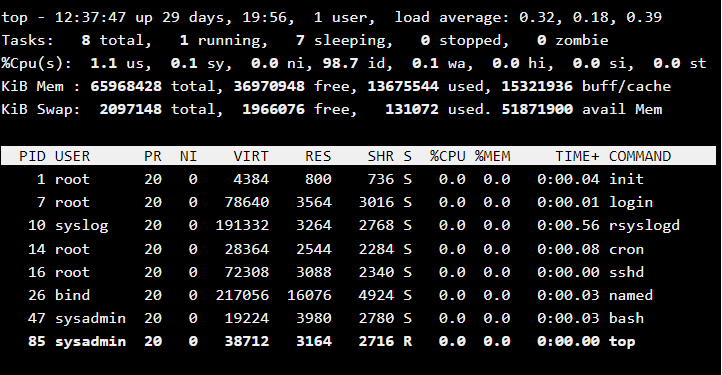 top - 12:37:47 up 29 days, 19:56,  1 user,  load average: 0.32, 0.18, 0.39
Tasks:   8 total,   1 running,   7 sleeping,   0 stopped,   0 zombie
%Cpu(s):  1.1 us,  0.1 sy,  0.0 ni, 98.7 id,  0.1 wa,  0.0 hi,  0.0 si,  0.0 st
KiB Mem : 65968428 total, 36970948 free, 13675544 used, 15321936 buff/cache
KiB Swap:  2097148 total,  1966076 free,   131072 used. 51871900 avail Mem
  PID USER      PR  NI    VIRT    RES    SHR S  %CPU %MEM     TIME+ COMMAND
    1 root      20   0    4384    800    736 S   0.0  0.0   0:00.04 init
    7 root      20   0   78640   3564   3016 S   0.0  0.0   0:00.01 login
   10 syslog    20   0  191332   3264   2768 S   0.0  0.0   0:00.56 rsyslogd
   14 root      20   0   28364   2544   2284 S   0.0  0.0   0:00.08 cron
   16 root      20   0   72308   3088   2340 S   0.0  0.0   0:00.00 sshd
   26 bind      20   0  217056  16076   4924 S   0.0  0.0   0:00.03 named
   47 sysadmin  20   0   19224   3980   2780 S   0.0  0.0   0:00.03 bash
   85 sysadmin  20   0   38712   3164   2716 R   0.0  0.0   0:00.00 top